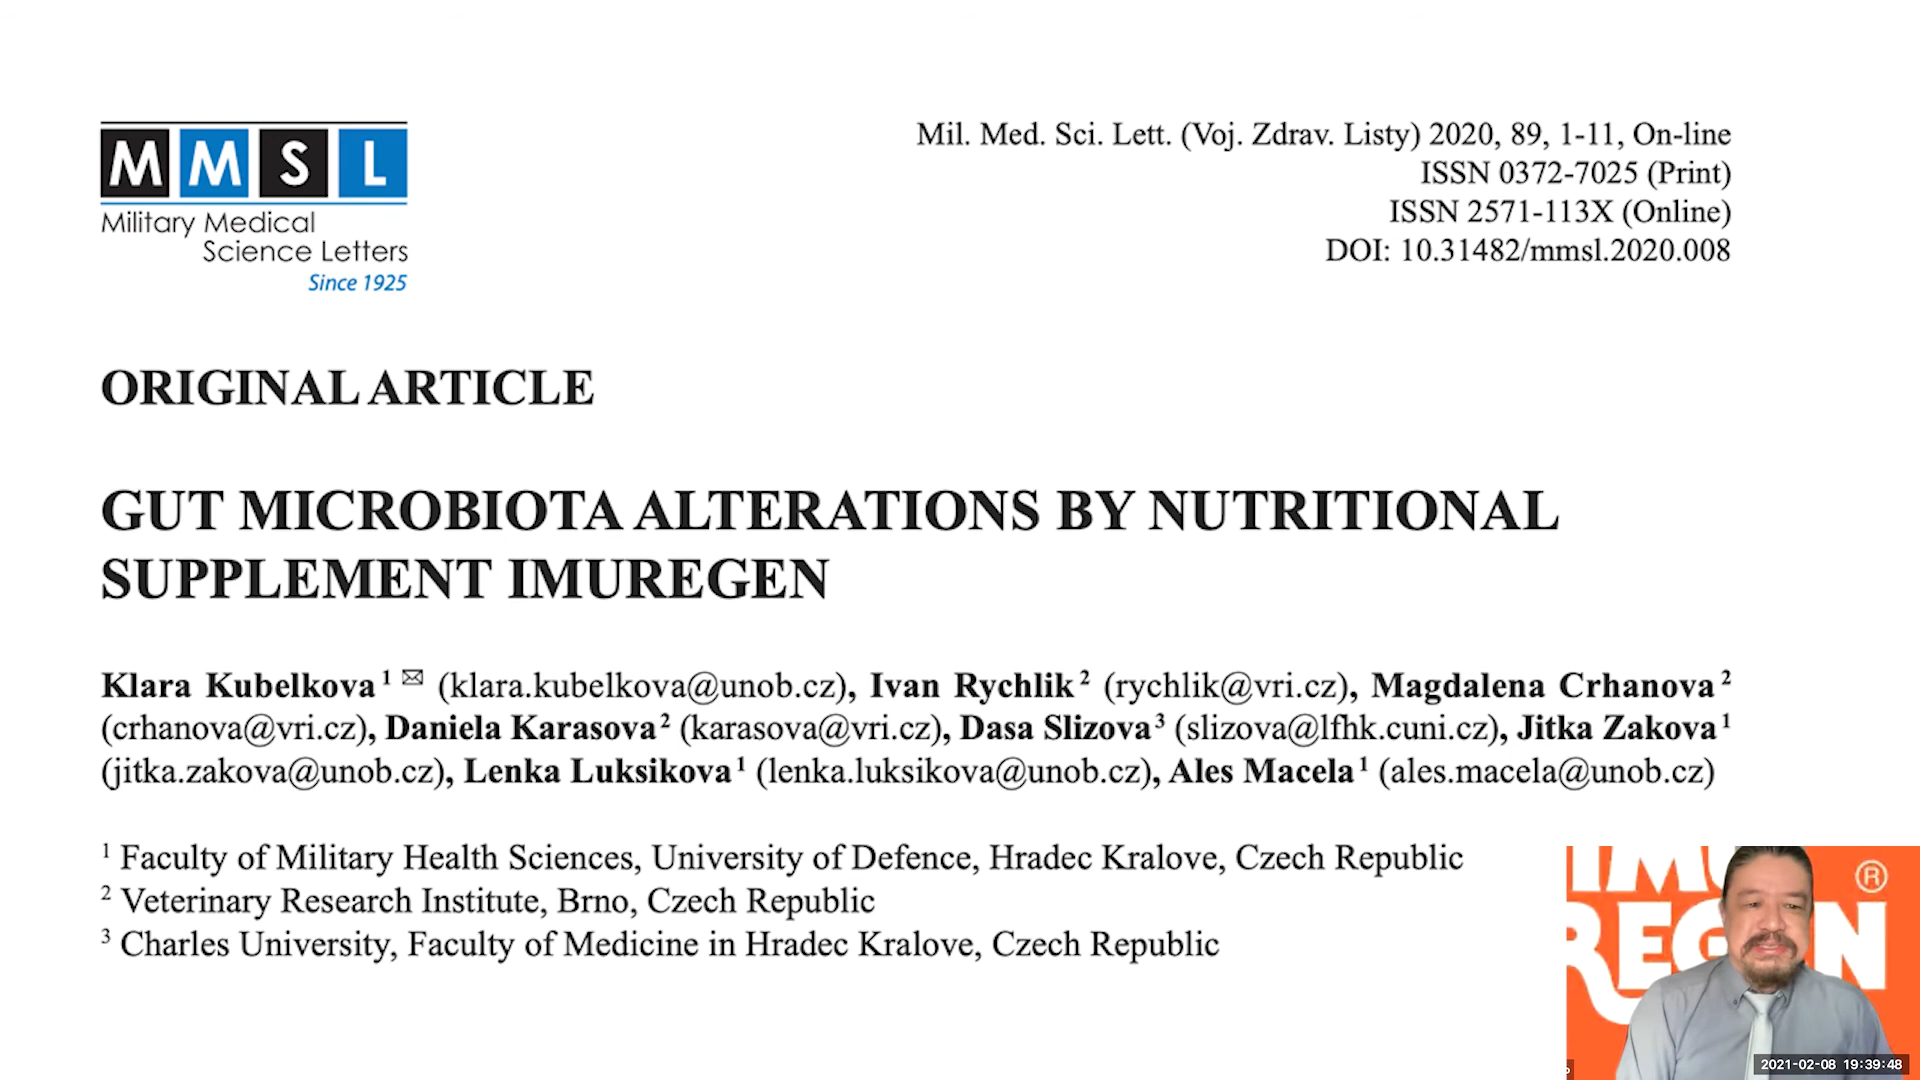 MMSL
Military Medical
Science Letters
Since 1925
Mil. Med. Sci. Lett. (Voj. Zdrav. Listy) 2020, 89, 1-11, On-line
ISSN 0372-7025 (Print)
ISSN 2571-113X (Online)
DOI: 10.31482/mmsl.2020.008
ORIGINAL ARTICLE
GUT MICROBIOTA ALTERATIONS BY NUTRITIONAL
SUPPLEMENT IMUREGEN
Klara Kubelkova 1 ✉ (klara.kubelkova@unob.cz), Ivan Rychlik 2 (rychlik@vri.cz), Magdalena Crhanova 2
(crhanova@vri.cz), Daniela Karasova 2 (karasova@vri.cz), Dasa Slizova 3 (slizova@lfhk.cuni.cz), Jitka Zakova 1
(jitka.zakova@unob.cz), Lenka Luksikova 1 (lenka.luksikova@unob.cz), Ales Macela 1 (ales.macela@unob.cz)
1 Faculty of Military Health Sciences, University of Defence, Hradec Kralove, Czech Republic
2 Veterinary Research Institute, Brno, Czech Republic
3 Charles University, Faculty of Medicine in Hradec Kralove, Czech Republic
®
2021-02-08 19:39:48